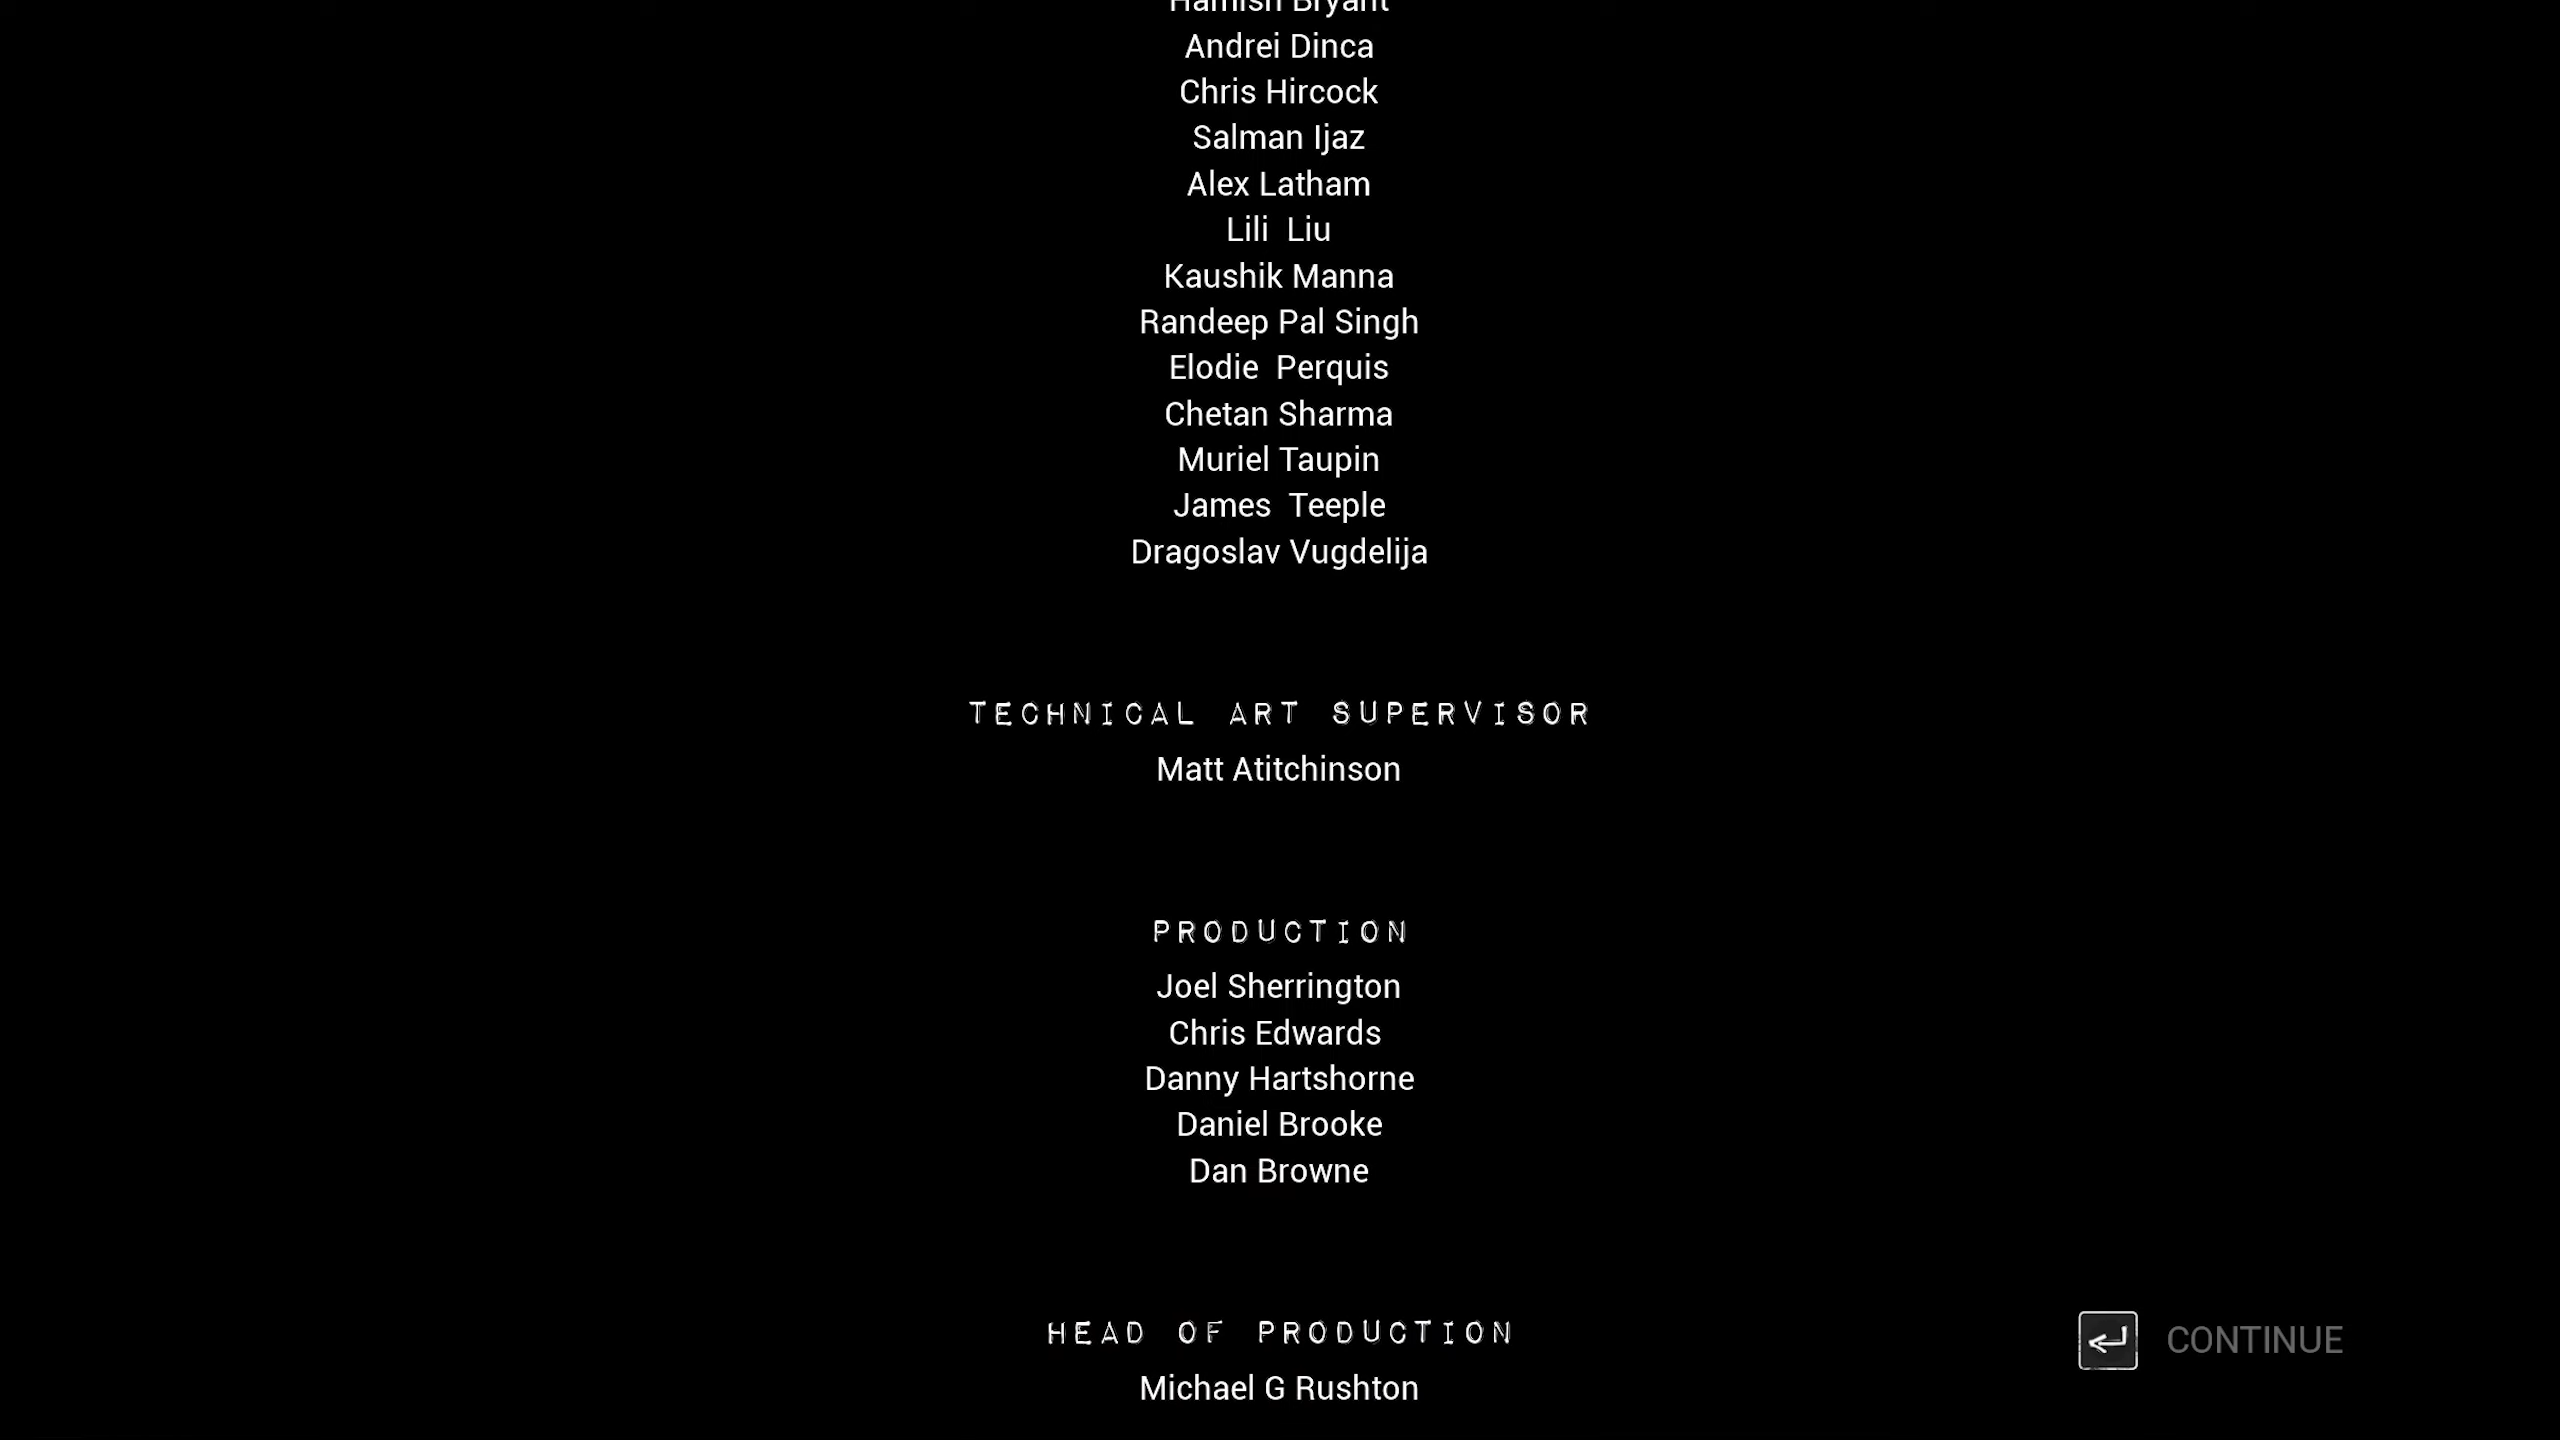 Hamish Bryant
Andrei Dinca
Chris Hircock
Salman Ijaz
Alex Latham
Lili  Liu
Kaushik Manna
Randeep Pal Singh
Elodie  Perquis
Chetan Sharma
Muriel Taupin
James  Teeple
Dragoslav Vugdelija
TECHNICAL ART SUPERVISOR
Matt Atitchinson
PRODUCTION
Joel Sherrington
Chris Edwards
Danny Hartshorne
Daniel Brooke
Dan Browne
HEAD OF PRODUCTION
Michael G Rushton
CONTINUE